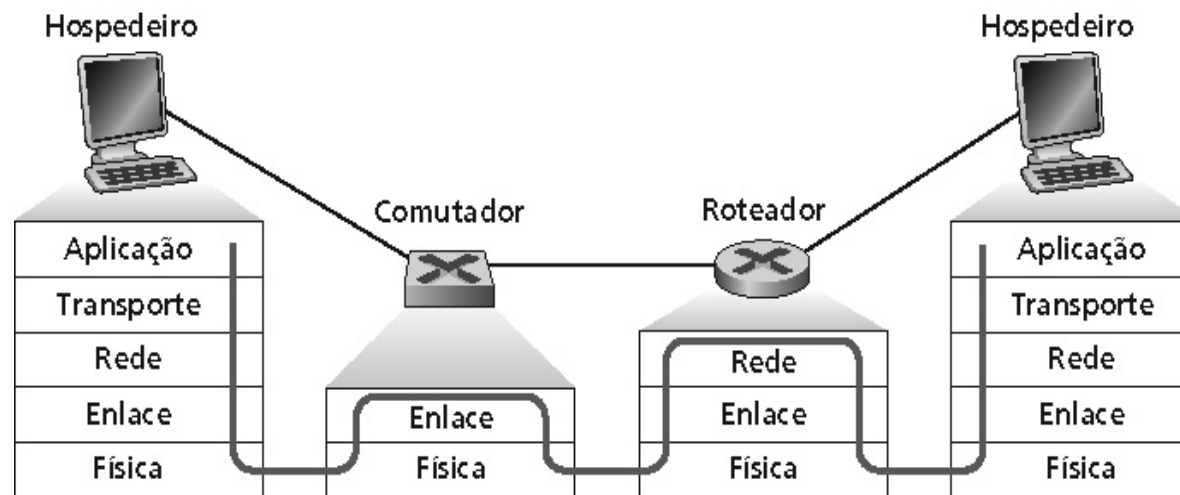 Hospedeiro
Hospedeiro
Comutador
Roteador
Aplicação
Transporte
Rede
Enlace
Física
Enlace
Física
Rede
Enlace
Física
Aplicação
Transporte
Rede
Enlace
Física